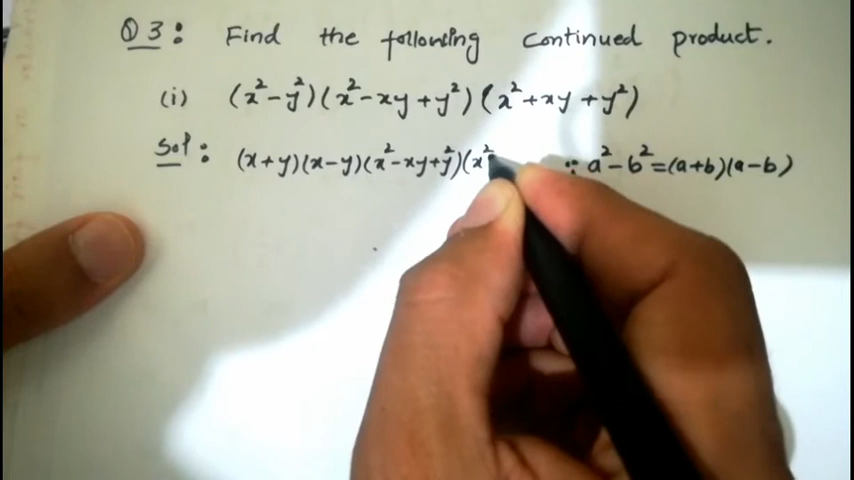 Q3: Find the following continued product.
(i) (x²-y²)(x²-xy+y²)(x²+xy+y²)
Sol: (x+y)(x-y)(x²-xy+y²)(x² ∵ a²-b²=(a+b)(a-b)